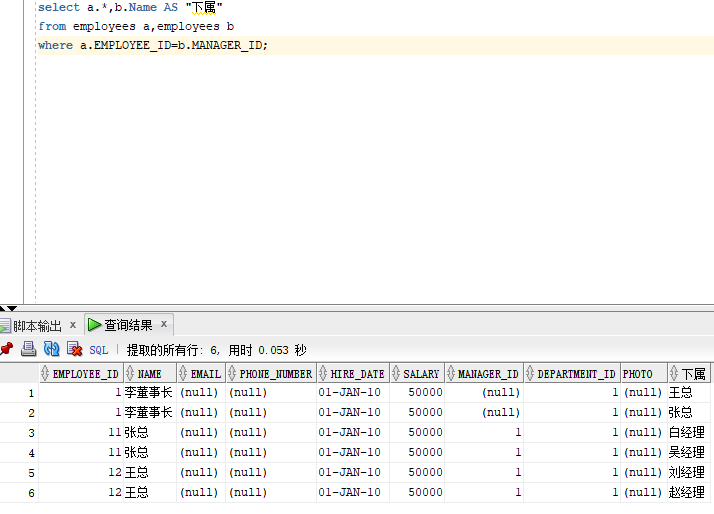 select a.*,b.Name AS "下属"
from employees a,employees b
where a.EMPLOYEE_ID=b.MANAGER_ID;
脚本输出 x 查询结果 x
SQL | 提取的所有行: 6, 用时 0.053 秒
EMPLOYEE_ID NAME EMAIL PHONE_NUMBER HIRE_DATE SALARY MANAGER_ID DEPARTMENT_ID PHOTO 下属
1 1 李董事长 (null) (null) 01-JAN-10 50000 (null) 1 (null) 王总
2 1 李董事长 (null) (null) 01-JAN-10 50000 (null) 1 (null) 张总
3 11 张总 (null) (null) 01-JAN-10 50000 1 1 (null) 白经理
4 11 张总 (null) (null) 01-JAN-10 50000 1 1 (null) 吴经理
5 12 王总 (null) (null) 01-JAN-10 50000 1 1 (null) 刘经理
6 12 王总 (null) (null) 01-JAN-10 50000 1 1 (null) 赵经理